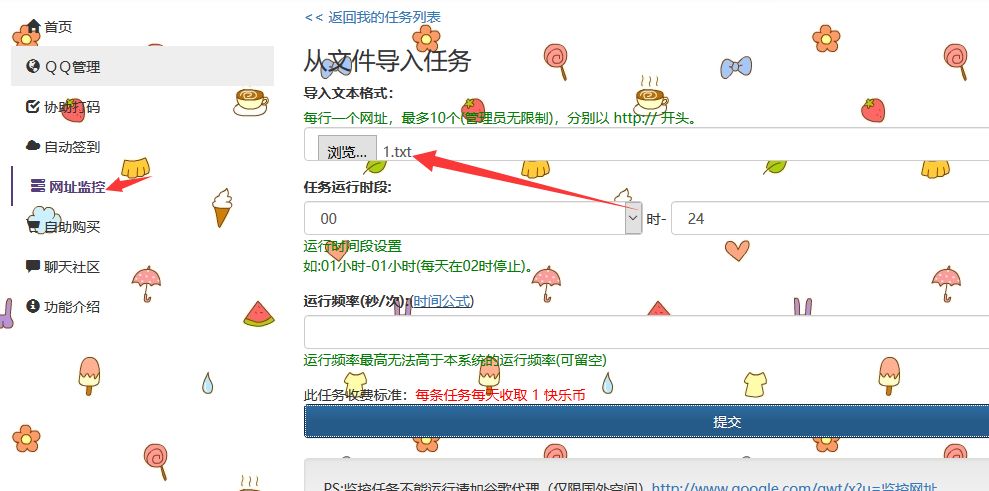 首页
QQ管理
协助打码
自动签到
网址监控
自助购买
聊天社区
功能介绍
<< 返回我的任务列表
从文件导入任务
导入文本格式:
每行一个网址，最多10个(管理员无限制)，分别以 http:// 开头。
浏览... 1.txt
任务运行时段:
00 时- 24
运行时间段设置
如:01小时-01小时(每天在02时停止)。
运行频率(秒/次):(时间公式)
运行频率最高无法高于本系统的运行频率(可留空)
此任务收费标准：每条任务每天收取 1 快乐币
提交
PS:监控任务不能运行请加谷歌代理（仅限国外空间）http://www.google.com/gwt/x?u=监控网址